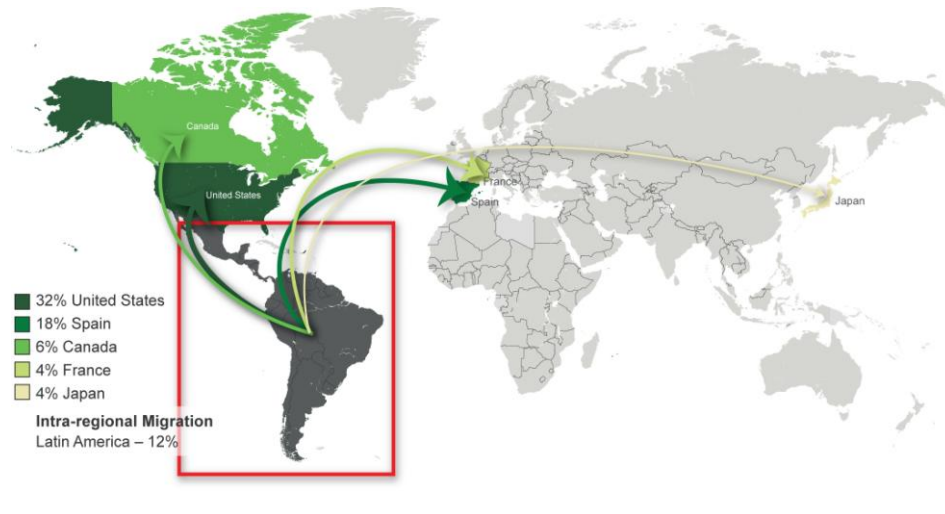 Canada
United States
France
Spain
Japan
32% United States
18% Spain
6% Canada
4% France
4% Japan
Intra-regional Migration
Latin America – 12%